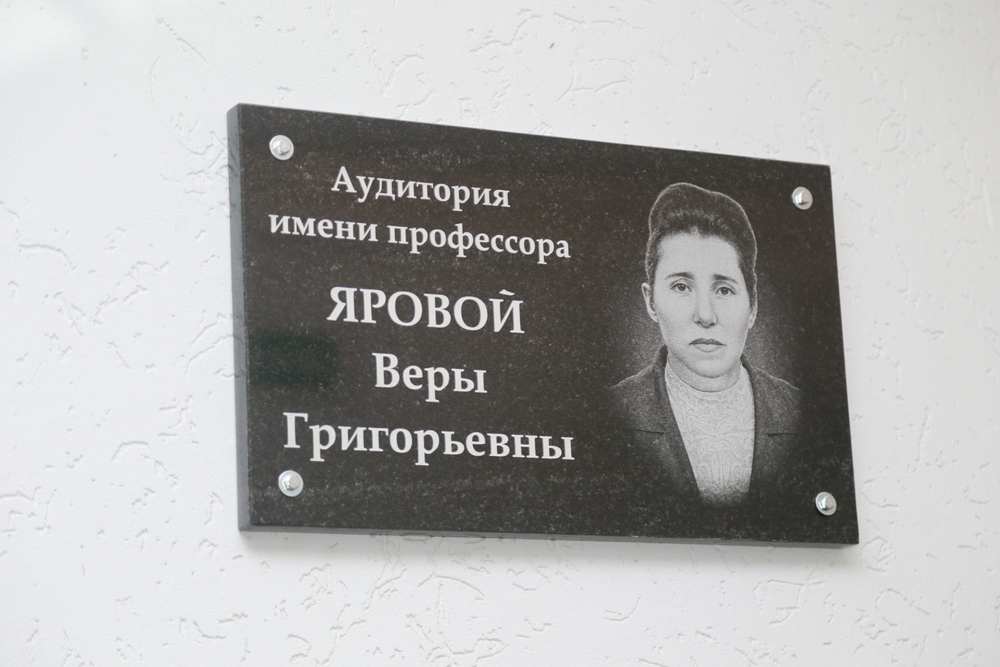 Аудитория
имени профессора
ЯРОВОЙ
Веры
Григорьевны